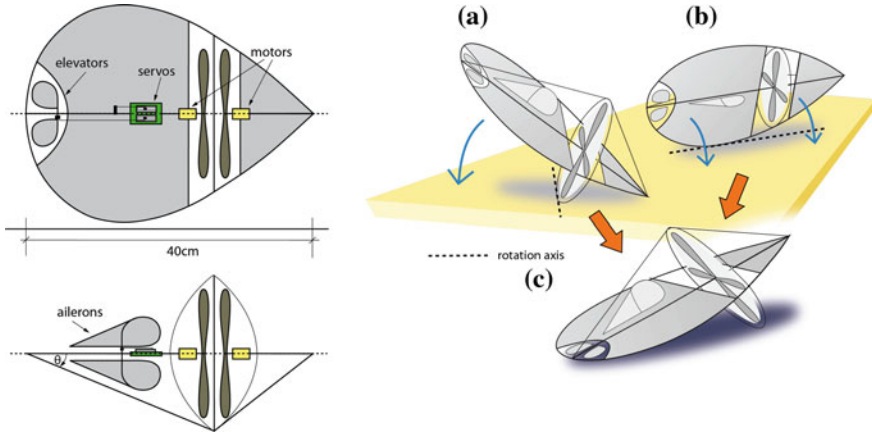 elevators
servos
motors
40cm
ailerons
θ
(a)
(b)
rotation axis
(c)